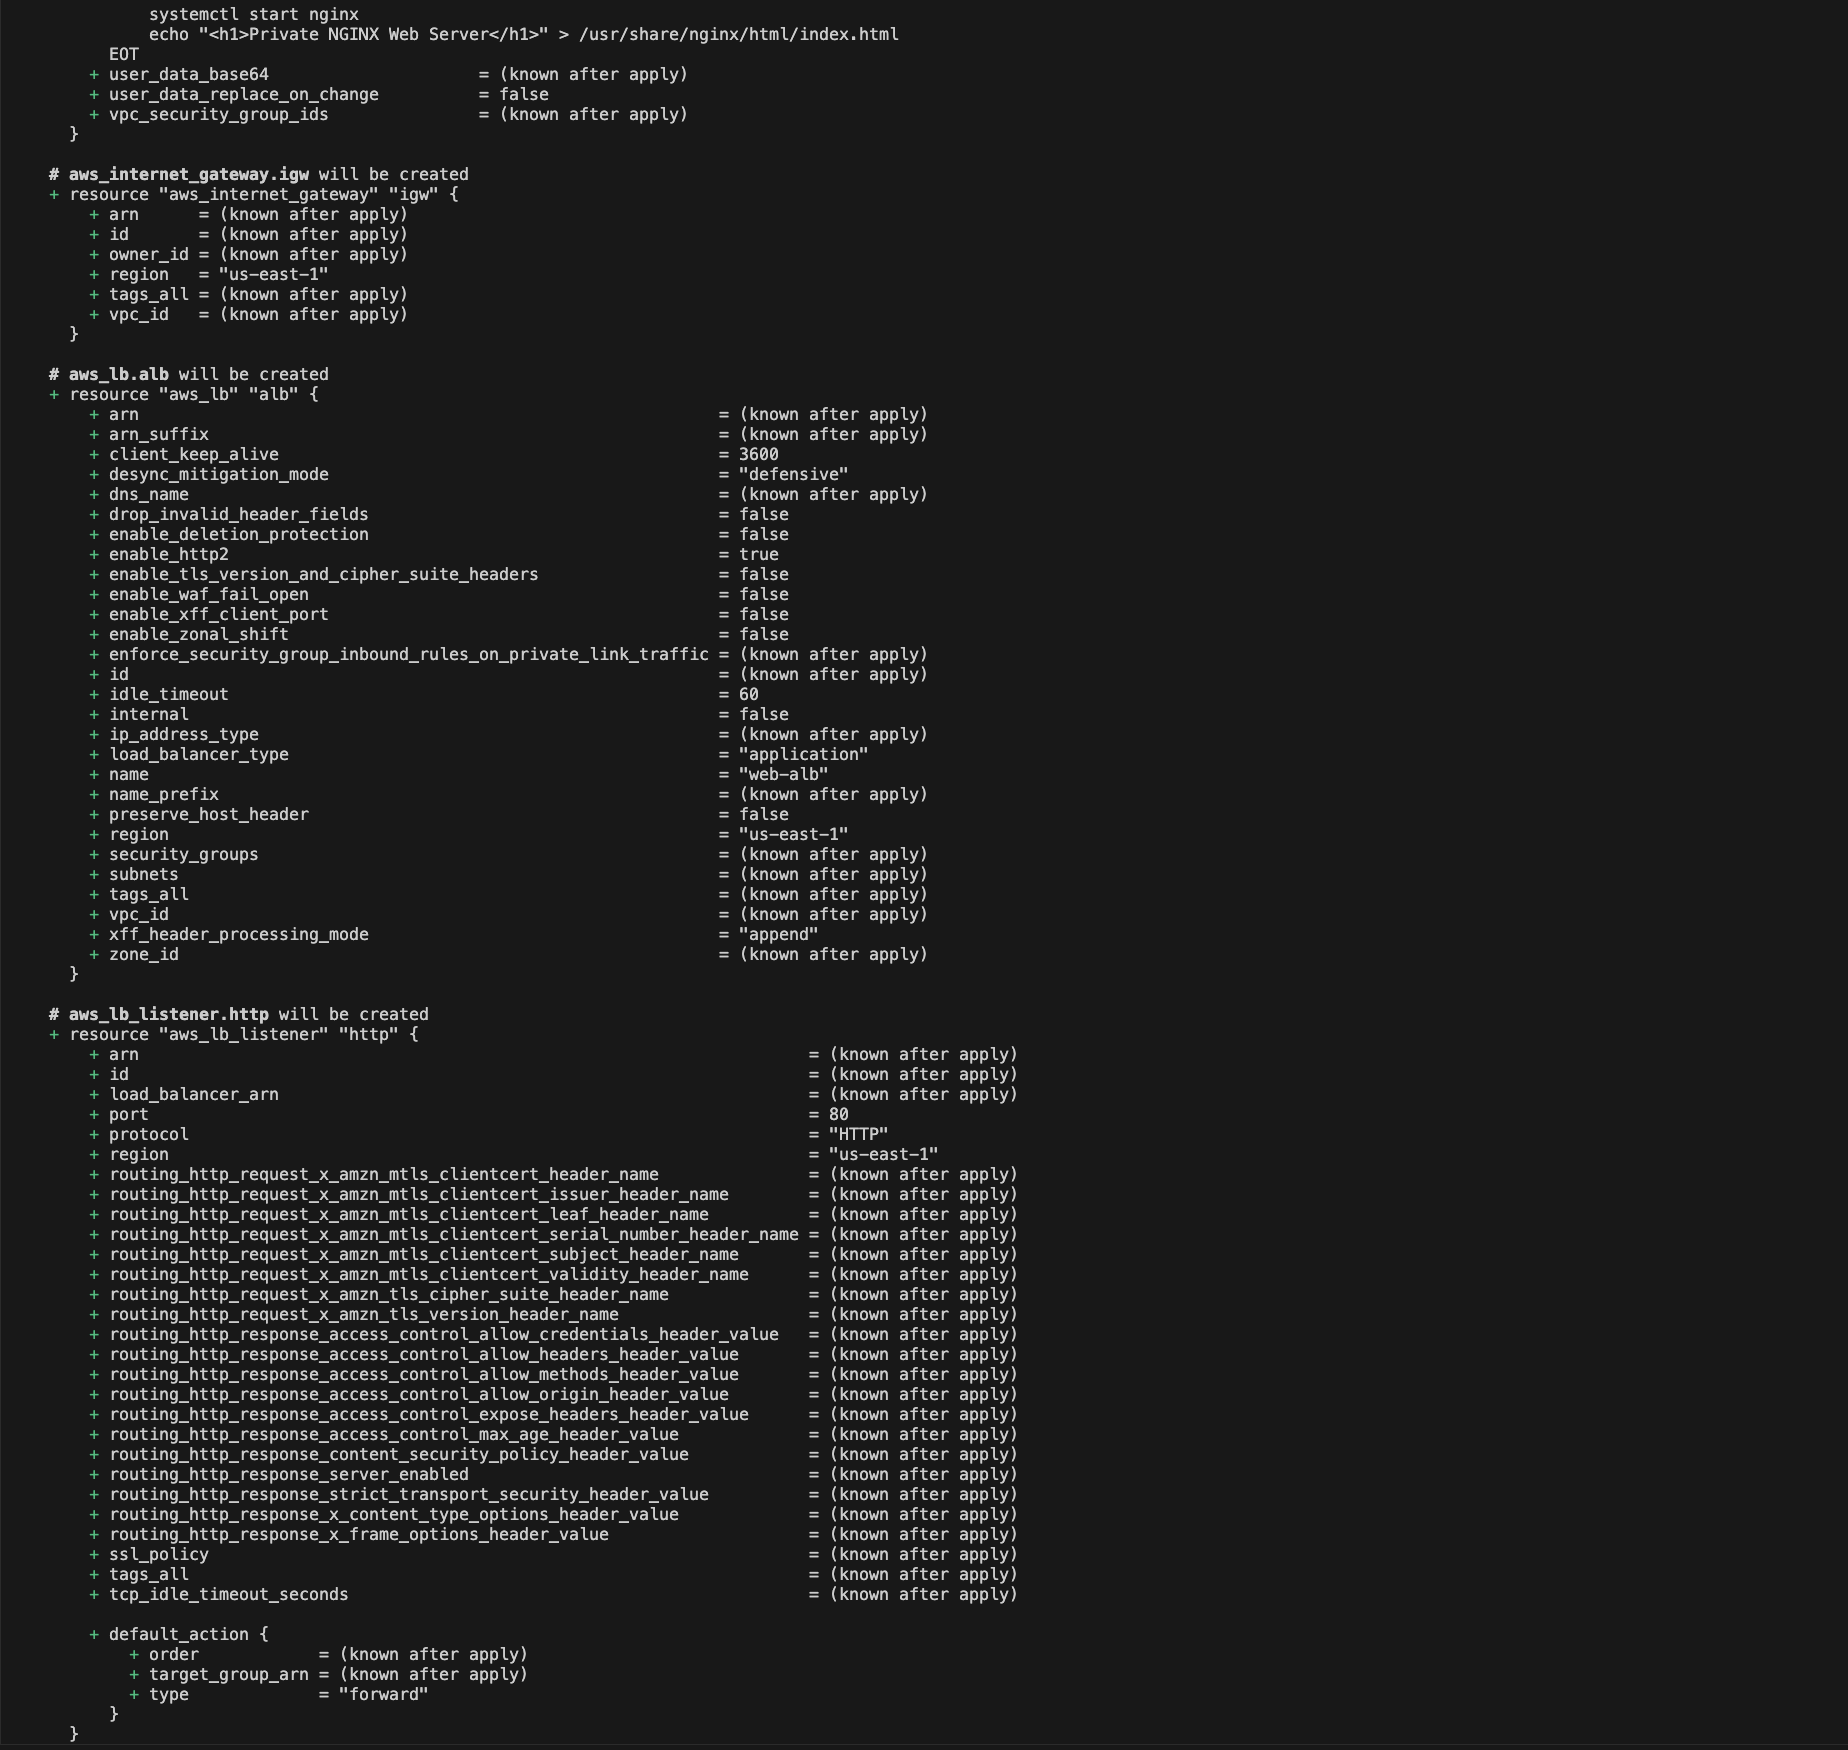 systemctl start nginx
echo "<h1>Private NGINX Web Server</h1>" > /usr/share/nginx/html/index.html
EOT
+ user_data_base64 = (known after apply)
+ user_data_replace_on_change = false
+ vpc_security_group_ids = (known after apply)
}
# aws_internet_gateway.igw will be created
+ resource "aws_internet_gateway" "igw" {
+ arn = (known after apply)
+ id = (known after apply)
+ owner_id = (known after apply)
+ region = "us-east-1"
+ tags_all = (known after apply)
+ vpc_id = (known after apply)
}
# aws_lb.alb will be created
+ resource "aws_lb" "alb" {
+ arn = (known after apply)
+ arn_suffix = (known after apply)
+ client_keep_alive = 3600
+ desync_mitigation_mode = "defensive"
+ dns_name = (known after apply)
+ drop_invalid_header_fields = false
+ enable_deletion_protection = false
+ enable_http2 = true
+ enable_tls_version_and_cipher_suite_headers = false
+ enable_waf_fail_open = false
+ enable_xff_client_port = false
+ enable_zonal_shift = false
+ enforce_security_group_inbound_rules_on_private_link_traffic = (known after apply)
+ id = (known after apply)
+ idle_timeout = 60
+ internal = false
+ ip_address_type = (known after apply)
+ load_balancer_type = "application"
+ name = "web-alb"
+ name_prefix = (known after apply)
+ preserve_host_header = false
+ region = "us-east-1"
+ security_groups = (known after apply)
+ subnets = (known after apply)
+ tags_all = (known after apply)
+ vpc_id = (known after apply)
+ xff_header_processing_mode = "append"
+ zone_id = (known after apply)
}
# aws_lb_listener.http will be created
+ resource "aws_lb_listener" "http" {
+ arn = (known after apply)
+ id = (known after apply)
+ load_balancer_arn = (known after apply)
+ port = 80
+ protocol = "HTTP"
+ region = "us-east-1"
+ routing_http_request_x_amzn_mtls_clientcert_header_name = (known after apply)
+ routing_http_request_x_amzn_mtls_clientcert_issuer_header_name = (known after apply)
+ routing_http_request_x_amzn_mtls_clientcert_leaf_header_name = (known after apply)
+ routing_http_request_x_amzn_mtls_clientcert_serial_number_header_name = (known after apply)
+ routing_http_request_x_amzn_mtls_clientcert_subject_header_name = (known after apply)
+ routing_http_request_x_amzn_mtls_clientcert_validity_header_name = (known after apply)
+ routing_http_request_x_amzn_tls_cipher_suite_header_name = (known after apply)
+ routing_http_request_x_amzn_tls_version_header_name = (known after apply)
+ routing_http_response_access_control_allow_credentials_header_value = (known after apply)
+ routing_http_response_access_control_allow_headers_header_value = (known after apply)
+ routing_http_response_access_control_allow_methods_header_value = (known after apply)
+ routing_http_response_access_control_allow_origin_header_value = (known after apply)
+ routing_http_response_access_control_expose_headers_header_value = (known after apply)
+ routing_http_response_access_control_max_age_header_value = (known after apply)
+ routing_http_response_content_security_policy_header_value = (known after apply)
+ routing_http_response_server_enabled = (known after apply)
+ routing_http_response_strict_transport_security_header_value = (known after apply)
+ routing_http_response_x_content_type_options_header_value = (known after apply)
+ routing_http_response_x_frame_options_header_value = (known after apply)
+ ssl_policy = (known after apply)
+ tags_all = (known after apply)
+ tcp_idle_timeout_seconds = (known after apply)
+ default_action {
+ order = (known after apply)
+ target_group_arn = (known after apply)
+ type = "forward"
}
}